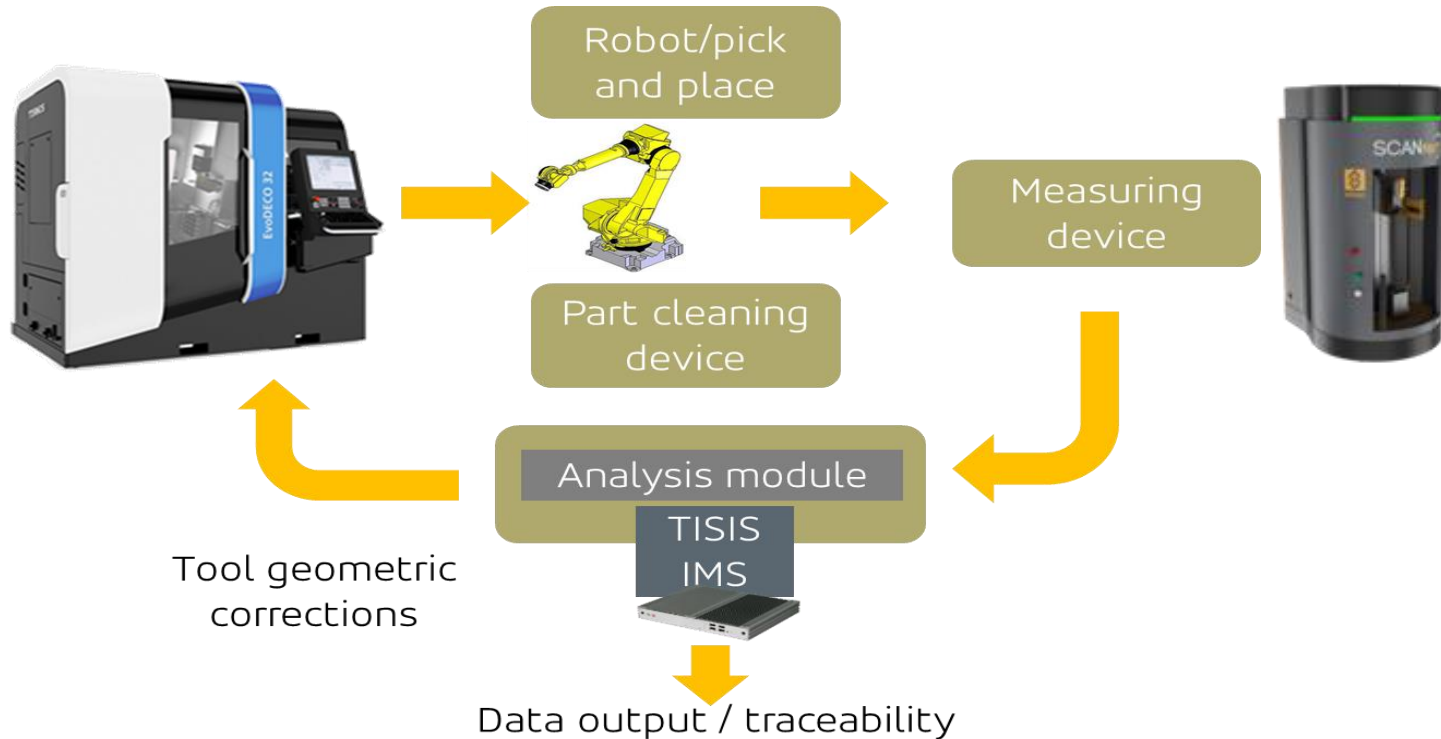 Robot/pick
and place
TORNOS
EvoDECO 32
SCAN
Measuring
device
Part cleaning
device
Analysis module
TISIS
IMS
Tool geometric
corrections
Data output / traceability